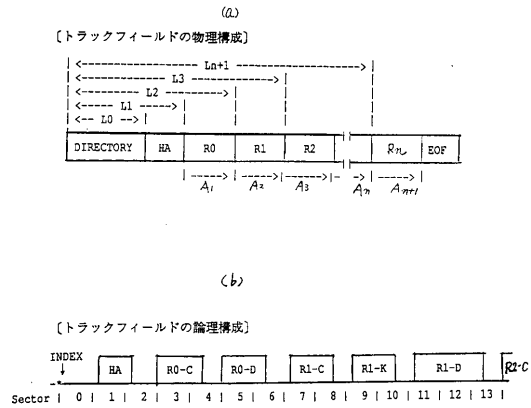 (a)
〔トラックフィールドの物理構成〕
|<---------------------- Ln+1 ---------------------->|
|<-------------- L3 -------------->|
|<--------- L2 --------->|
|<----- L1 ----->|
|<-- L0 -->|
DIRECTORY HA R0 R1 R2 Rn EOF
A1 A2 A3 An An+1
(b)
〔トラックフィールドの論理構成〕
INDEX
HA R0-C R0-D R1-C R1-K R1-D R2-C
Sector | 0 | 1 | 2 | 3 | 4 | 5 | 6 | 7 | 8 | 9 | 10 | 11 | 12 | 13 |